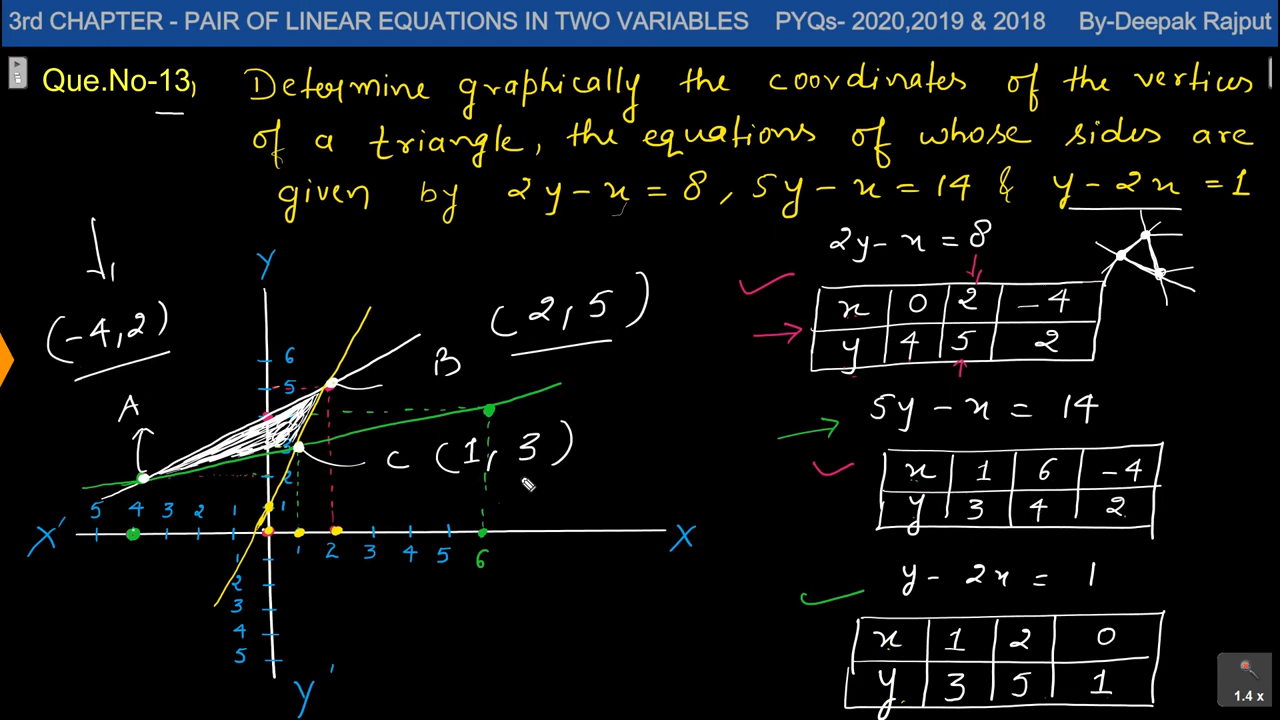 3rd CHAPTER - PAIR OF LINEAR EQUATIONS IN TWO VARIABLES PYQs- 2020,2019 & 2018 By-Deepak Rajput
Que.No-13, Determine graphically the coordinates of the vertices
of a triangle, the equations of whose sides are
given by 2y-x=8, 5y-x=14 & y-2x=1
2y-x=8
x 0 2 -4
y 4 5 2
5y-x=14
x 1 6 -4
y 3 4 2
y-2x=1
x 1 2 0
y 3 5 1
Y
(-4,2)
(2,5)
6
5
B
A
3
C (1, 3)
2
1
X' 5 4 3 2 1
1 2 3 4 5 6 X
1
2
3
4
5
Y'
1.4 x